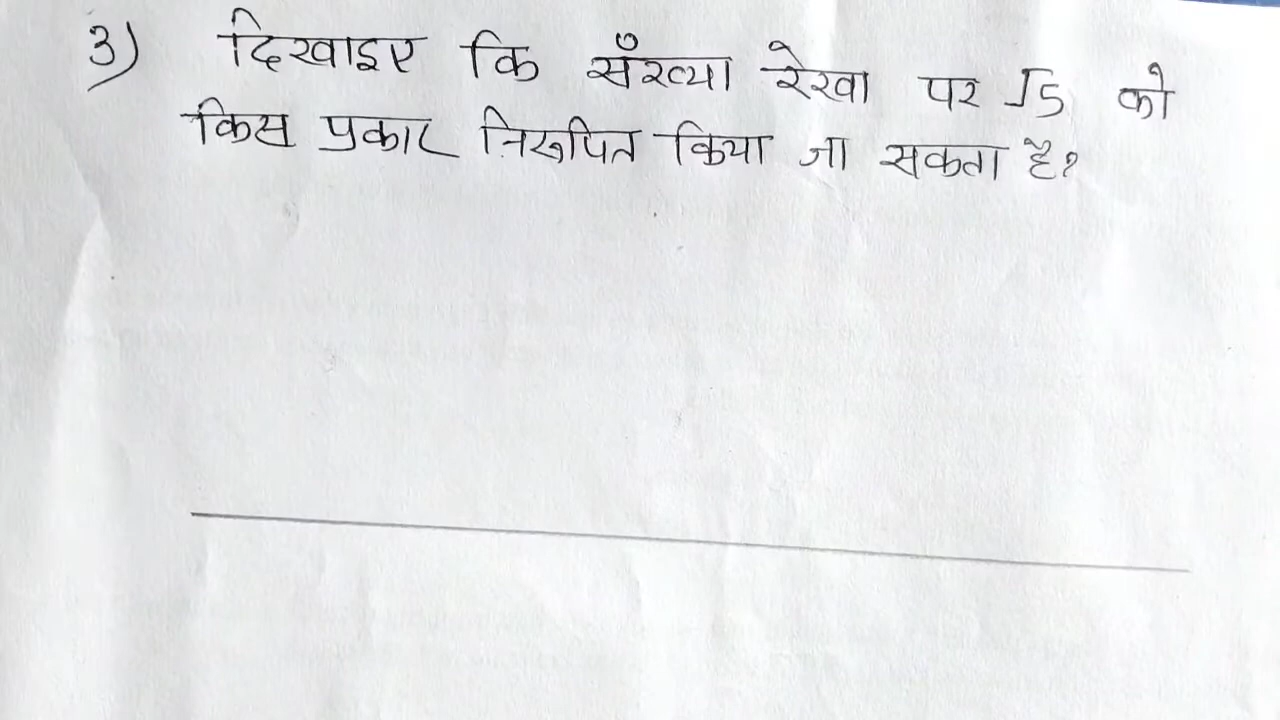 3) दिखाइए कि सँख्या रेखा पर √5 को
किस प्रकार निरूपित किया जा सकता है?